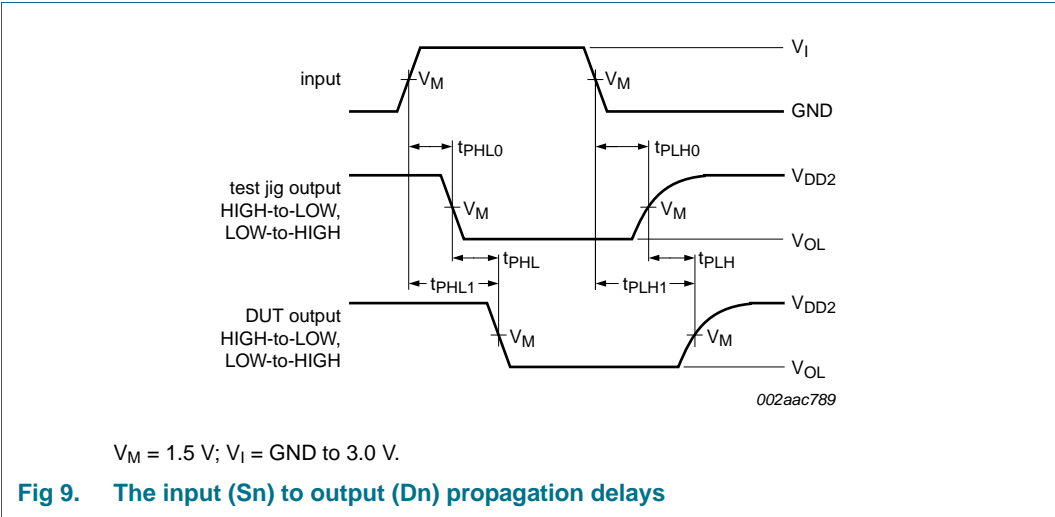 V_I
input
V_M
V_M
GND
t_PHL0
t_PLH0
V_DD2
test jig output
HIGH-to-LOW,
LOW-to-HIGH
V_M
V_M
V_OL
t_PHL
t_PLH
t_PHL1
t_PLH1
V_DD2
DUT output
HIGH-to-LOW,
LOW-to-HIGH
V_M
V_M
V_OL
002aac789
V_M = 1.5 V; V_I = GND to 3.0 V.
Fig 9. The input (Sn) to output (Dn) propagation delays